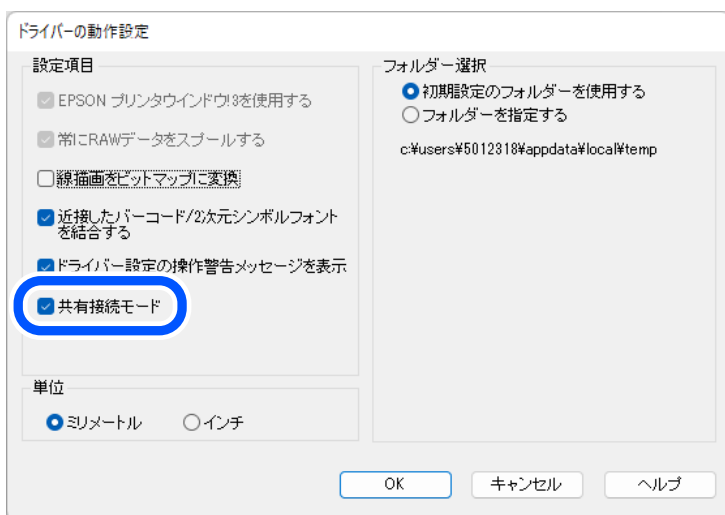 ドライバーの動作設定
設定項目
EPSON プリンタウインドウ!3を使用する
常にRAWデータをスプールする
線描画をビットマップに変換
近接したバーコード/2次元シンボルフォント
を結合する
ドライバー設定の操作警告メッセージを表示
共有接続モード
単位
ミリメートル
インチ
フォルダー選択
初期設定のフォルダーを使用する
フォルダーを指定する
c:¥users¥5012318¥appdata¥local¥temp
OK
キャンセル
ヘルプ